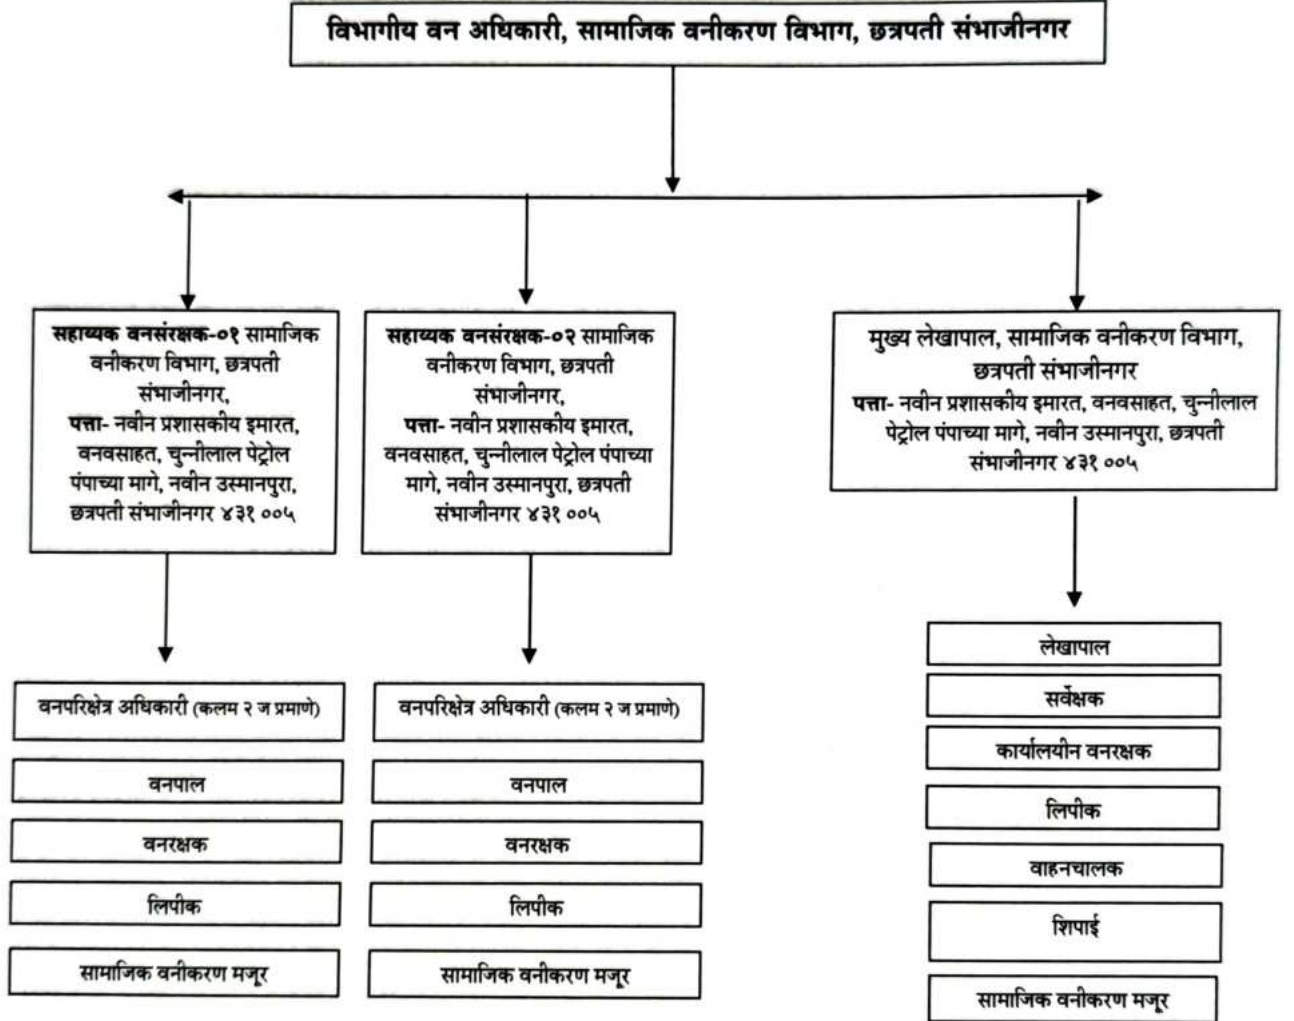 विभागीय वन अधिकारी, सामाजिक वनीकरण विभाग, छत्रपती संभाजीनगर
सहाय्यक वनसंरक्षक-०१ सामाजिक
वनीकरण विभाग, छत्रपती
संभाजीनगर,
पत्ता- नवीन प्रशासकीय इमारत,
वनवसाहत, चुन्नीलाल पेट्रोल
पंपाच्या मागे, नवीन उस्मानपुरा,
छत्रपती संभाजीनगर ४३१ ००५
सहाय्यक वनसंरक्षक-०२ सामाजिक
वनीकरण विभाग, छत्रपती
संभाजीनगर,
पत्ता- नवीन प्रशासकीय इमारत,
वनवसाहत, चुन्नीलाल पेट्रोल पंपाच्या
मागे, नवीन उस्मानपुरा, छत्रपती
संभाजीनगर ४३१ ००५
मुख्य लेखापाल, सामाजिक वनीकरण विभाग,
छत्रपती संभाजीनगर
पत्ता- नवीन प्रशासकीय इमारत, वनवसाहत, चुन्नीलाल
पेट्रोल पंपाच्या मागे, नवीन उस्मानपुरा, छत्रपती
संभाजीनगर ४३१ ००५
वनपरिक्षेत्र अधिकारी (कलम २ ज प्रमाणे)
वनपाल
वनरक्षक
लिपीक
सामाजिक वनीकरण मजूर
वनपरिक्षेत्र अधिकारी (कलम २ ज प्रमाणे)
वनपाल
वनरक्षक
लिपीक
सामाजिक वनीकरण मजूर
लेखापाल
सर्वेक्षक
कार्यालयीन वनरक्षक
लिपीक
वाहनचालक
शिपाई
सामाजिक वनीकरण मजूर